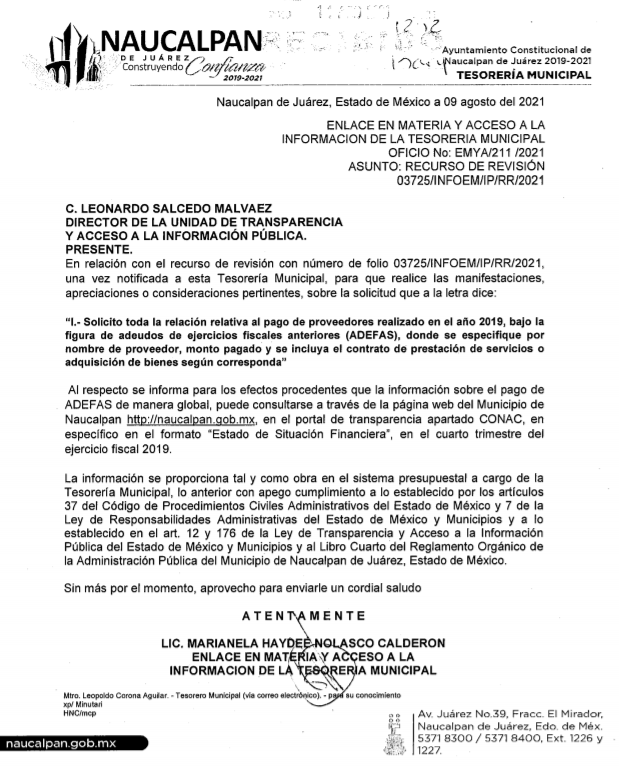 NAUCALPAN
DE JUÁREZ
Construyendo Confianza
2019-2021
12:32
Ayuntamiento Constitucional de
Naucalpan de Juárez 2019-2021
TESORERÍA MUNICIPAL
Naucalpan de Juárez, Estado de México a 09 agosto del 2021
ENLACE EN MATERIA Y ACCESO A LA
INFORMACION DE LA TESORERIA MUNICIPAL
OFICIO No: EMYA/211 /2021
ASUNTO: RECURSO DE REVISIÓN
03725/INFOEM/IP/RR/2021
C. LEONARDO SALCEDO MALVAEZ
DIRECTOR DE LA UNIDAD DE TRANSPARENCIA
Y ACCESO A LA INFORMACIÓN PÚBLICA.
PRESENTE.
En relación con el recurso de revisión con número de folio 03725/INFOEM/IP/RR/2021,
una vez notificada a esta Tesorería Municipal, para que realice las manifestaciones,
apreciaciones o consideraciones pertinentes, sobre la solicitud que a la letra dice:
“I.- Solicito toda la relación relativa al pago de proveedores realizado en el año 2019, bajo la
figura de adeudos de ejercicios fiscales anteriores (ADEFAS), donde se especifique por
nombre de proveedor, monto pagado y se incluya el contrato de prestación de servicios o
adquisición de bienes según corresponda”
Al respecto se informa para los efectos procedentes que la información sobre el pago de
ADEFAS de manera global, puede consultarse a través de la página web del Municipio de
Naucalpan http://naucalpan.gob.mx, en el portal de transparencia apartado CONAC, en
específico en el formato “Estado de Situación Financiera”, en el cuarto trimestre del
ejercicio fiscal 2019.
La información se proporciona tal y como obra en el sistema presupuestal a cargo de la
Tesorería Municipal, lo anterior con apego cumplimiento a lo establecido por los artículos
37 del Código de Procedimientos Civiles Administrativos del Estado de México y 7 de la
Ley de Responsabilidades Administrativas del Estado de México y Municipios y a lo
establecido en el art. 12 y 176 de la Ley de Transparencia y Acceso a la Información
Pública del Estado de México y Municipios y al Libro Cuarto del Reglamento Orgánico de
la Administración Pública del Municipio de Naucalpan de Juárez, Estado de México.
Sin más por el momento, aprovecho para enviarle un cordial saludo
A T E N T A M E N T E
LIC. MARIANELA HAYDEE NOLASCO CALDERON
ENLACE EN MATERIA Y ACCESO A LA
INFORMACION DE LA TESORERIA MUNICIPAL
Mtro. Leopoldo Corona Aguilar. - Tesorero Municipal (via correo electrónico). - para su conocimiento
xp/ Minutari
HNC/mcp
Av. Juárez No.39, Fracc. El Mirador,
Naucalpan de Juárez, Edo. de Méx.
5371 8300 / 5371 8400, Ext. 1226 y
1227.
naucalpan.gob.mx